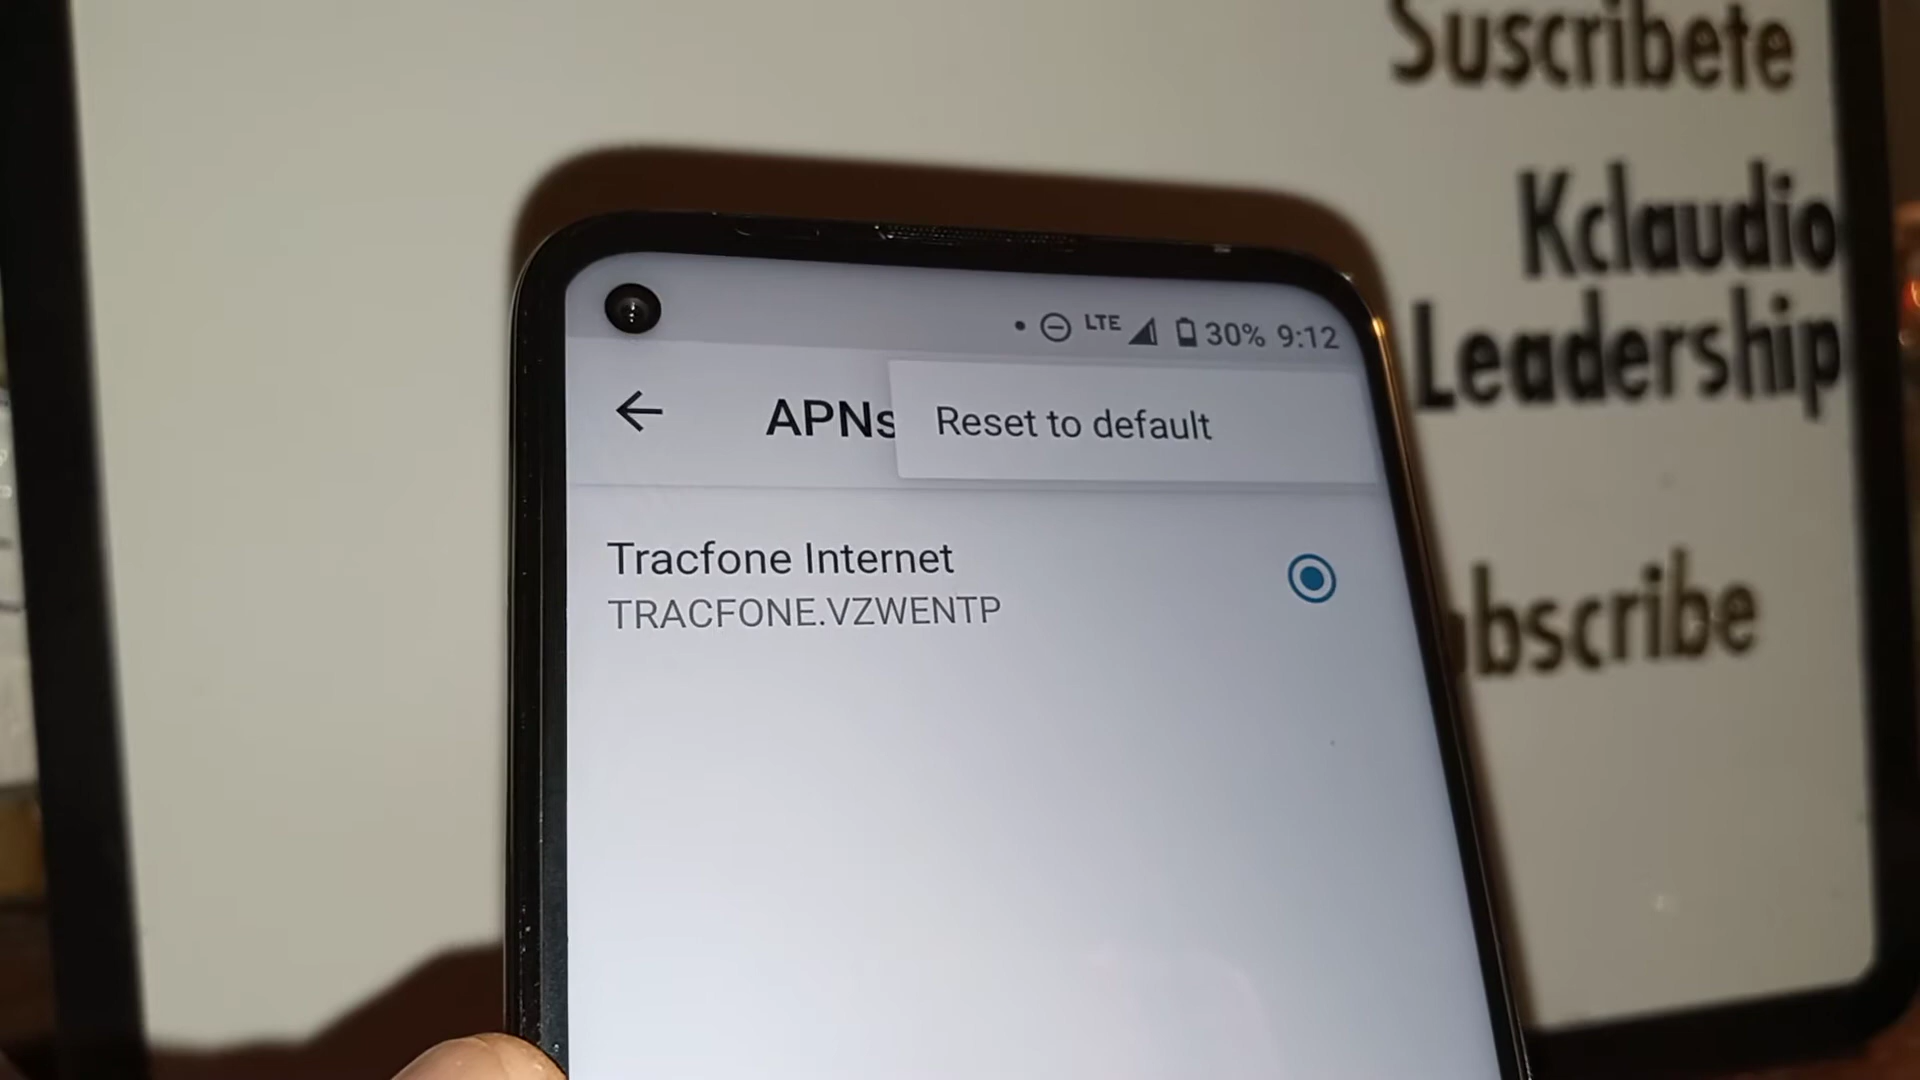 Suscribete
Kclaudio
Leadership
LTE 30% 9:12
APNs
Reset to default
Tracfone Internet
TRACFONE.VZWENTP
bscribe